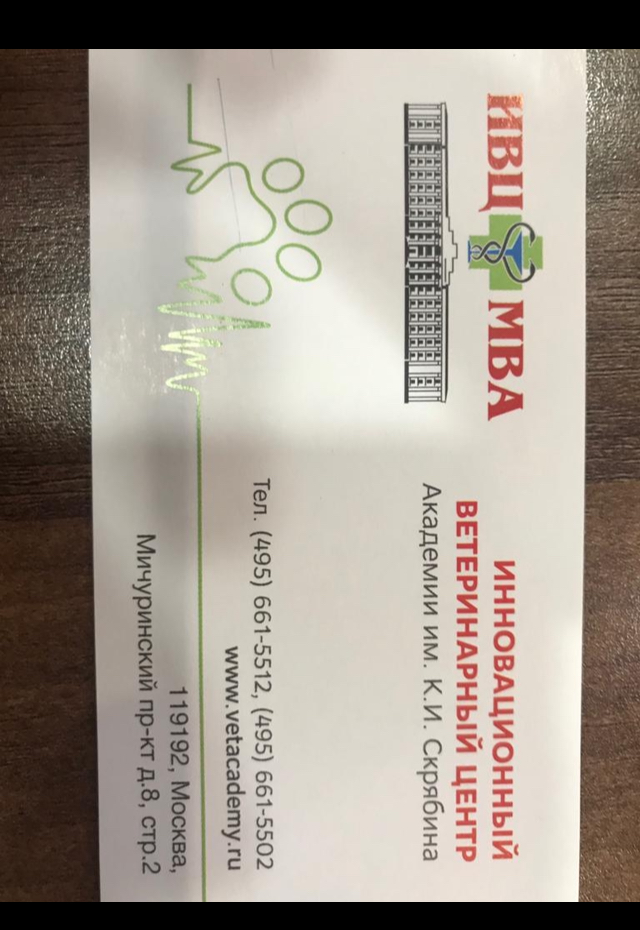 ИВЦ МВА
ИННОВАЦИОННЫЙ
ВЕТЕРИНАРНЫЙ ЦЕНТР
Академии им. К.И. Скрябина
Тел. (495) 661-5512, (495) 661-5502
www.vetacademy.ru
119192, Москва,
Мичуринский пр-кт д.8, стр.2